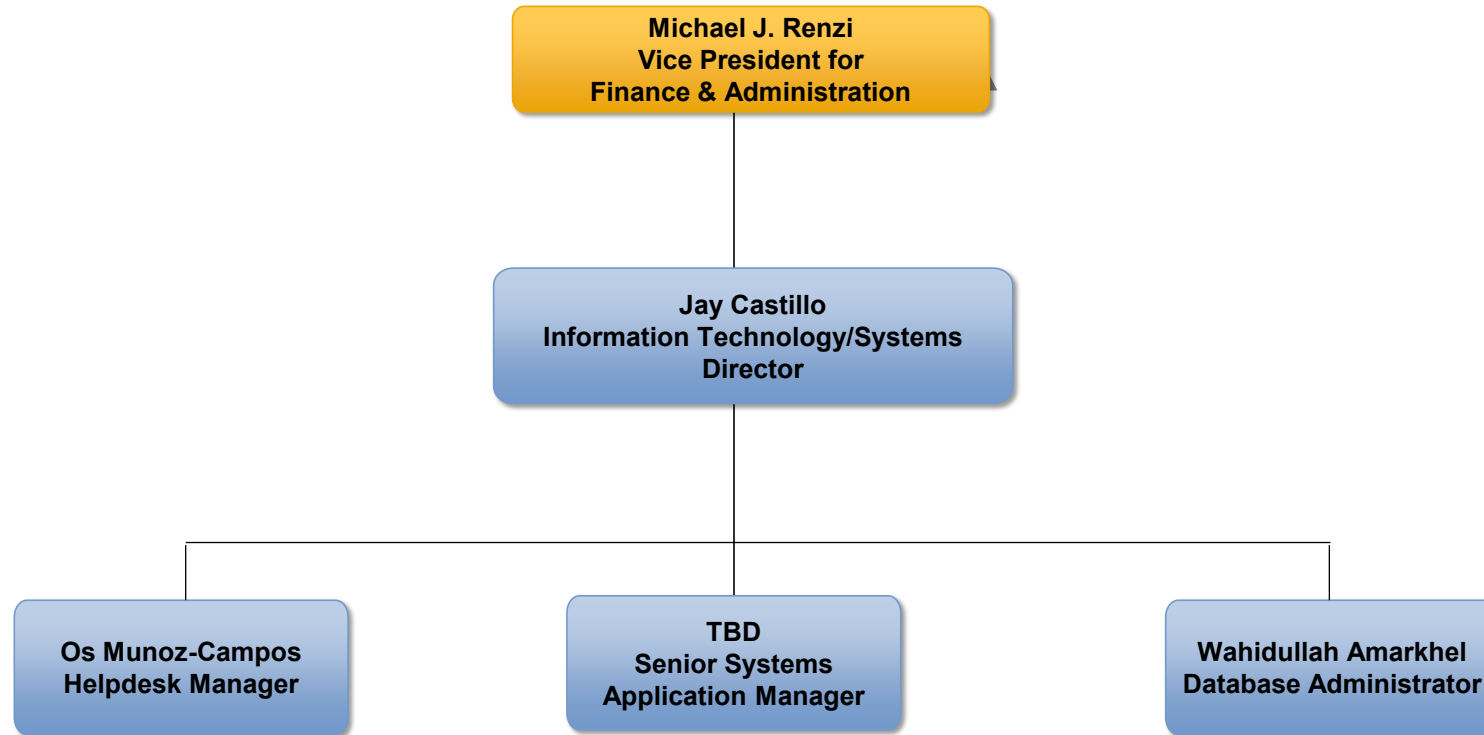 Michael J. Renzi
Vice President for
Finance & Administration
Jay Castillo
Information Technology/Systems
Director
Os Munoz-Campos
Helpdesk Manager
TBD
Senior Systems
Application Manager
Wahidullah Amarkhel
Database Administrator